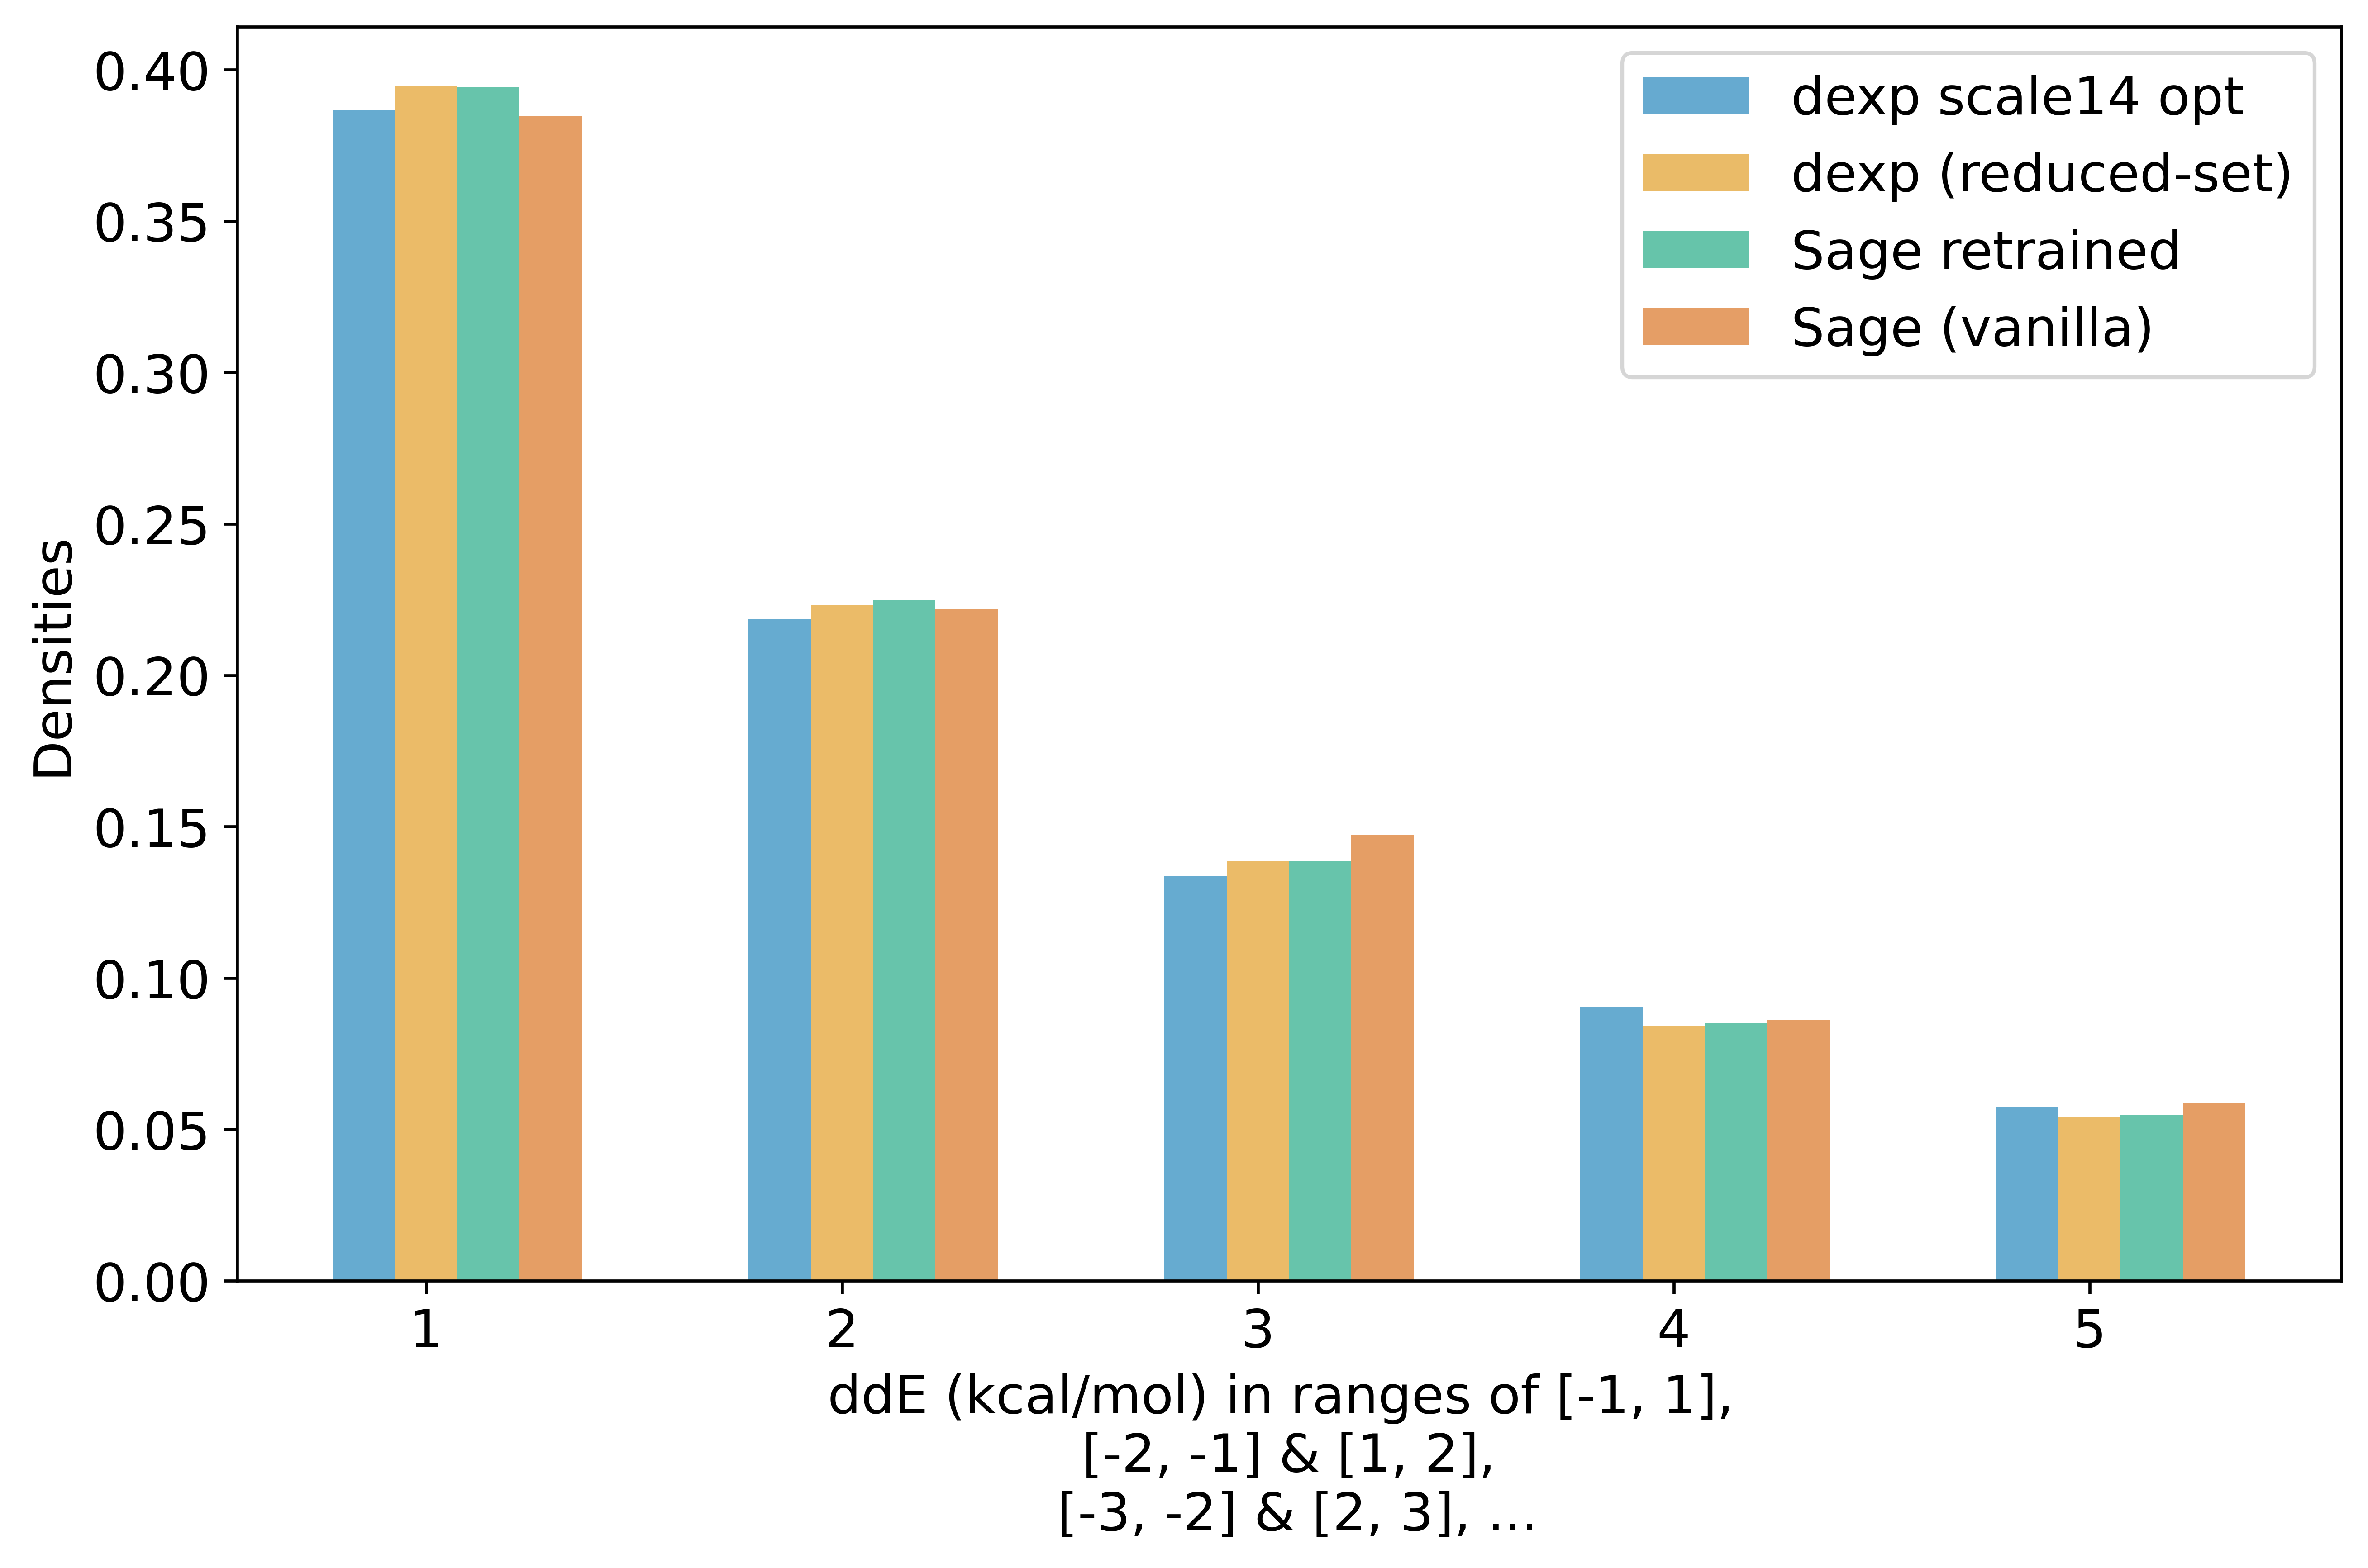 0.40
0.35
0.30
0.25
0.20
0.15
0.10
0.05
0.00
Densities
dexp scale14 opt
dexp (reduced-set)
Sage retrained
Sage (vanilla)
1 2 3 4 5
ddE (kcal/mol) in ranges of [-1, 1],
[-2, -1] & [1, 2],
[-3, -2] & [2, 3], ...